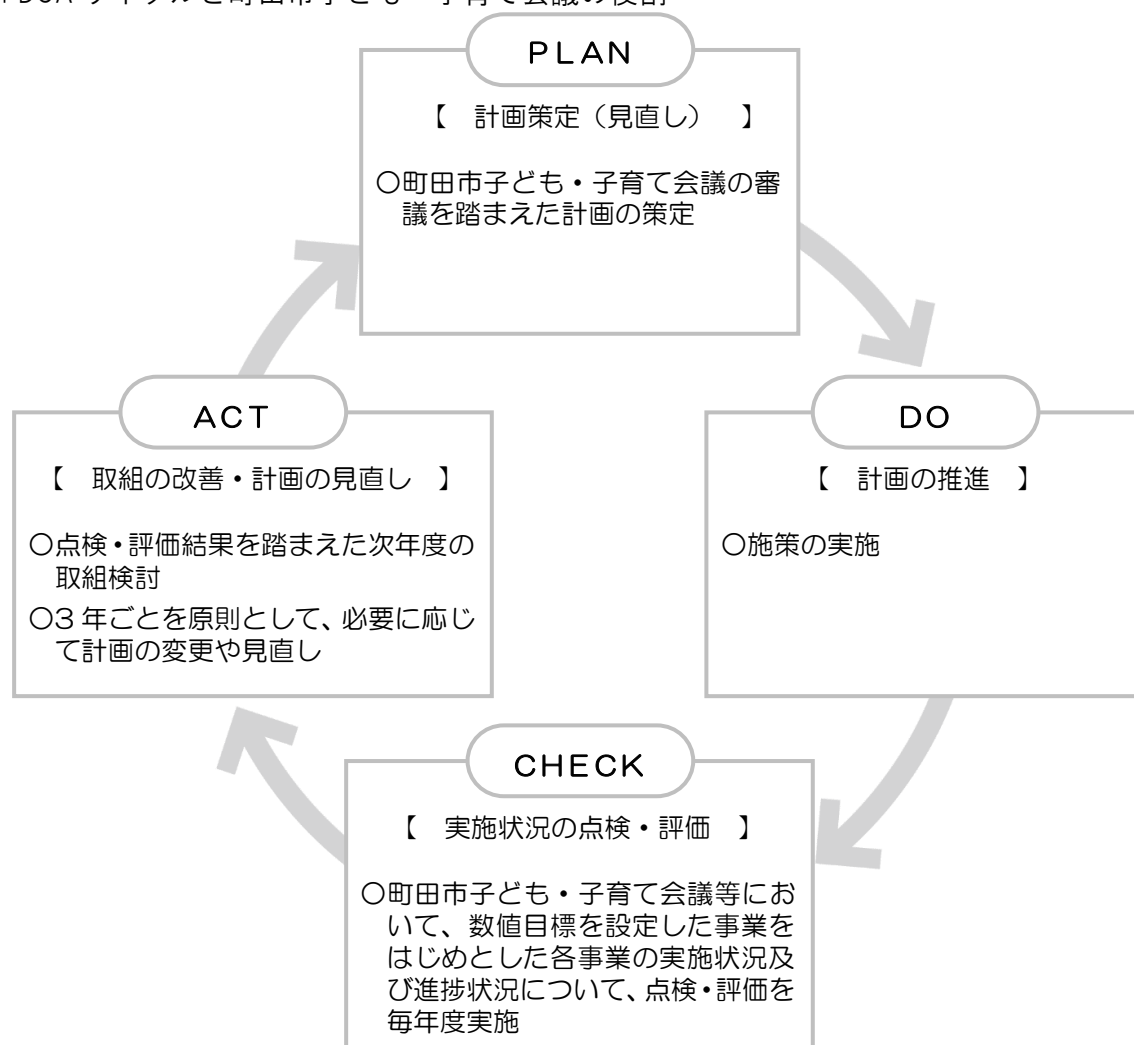 PLAN
【 計画策定(見直し) 】
○町田市子ども・子育て会議の審
議を踏まえた計画の策定
ACT
【 取組の改善・計画の見直し 】
○点検・評価結果を踏まえた次年度の
取組検討
○3年ごとを原則として、必要に応じ
て計画の変更や見直し
DO
【 計画の推進 】
○施策の実施
CHECK
【 実施状況の点検・評価 】
○町田市子ども・子育て会議等にお
いて、数値目標を設定した事業を
はじめとした各事業の実施状況及
び進捗状況について、点検・評価を
毎年度実施